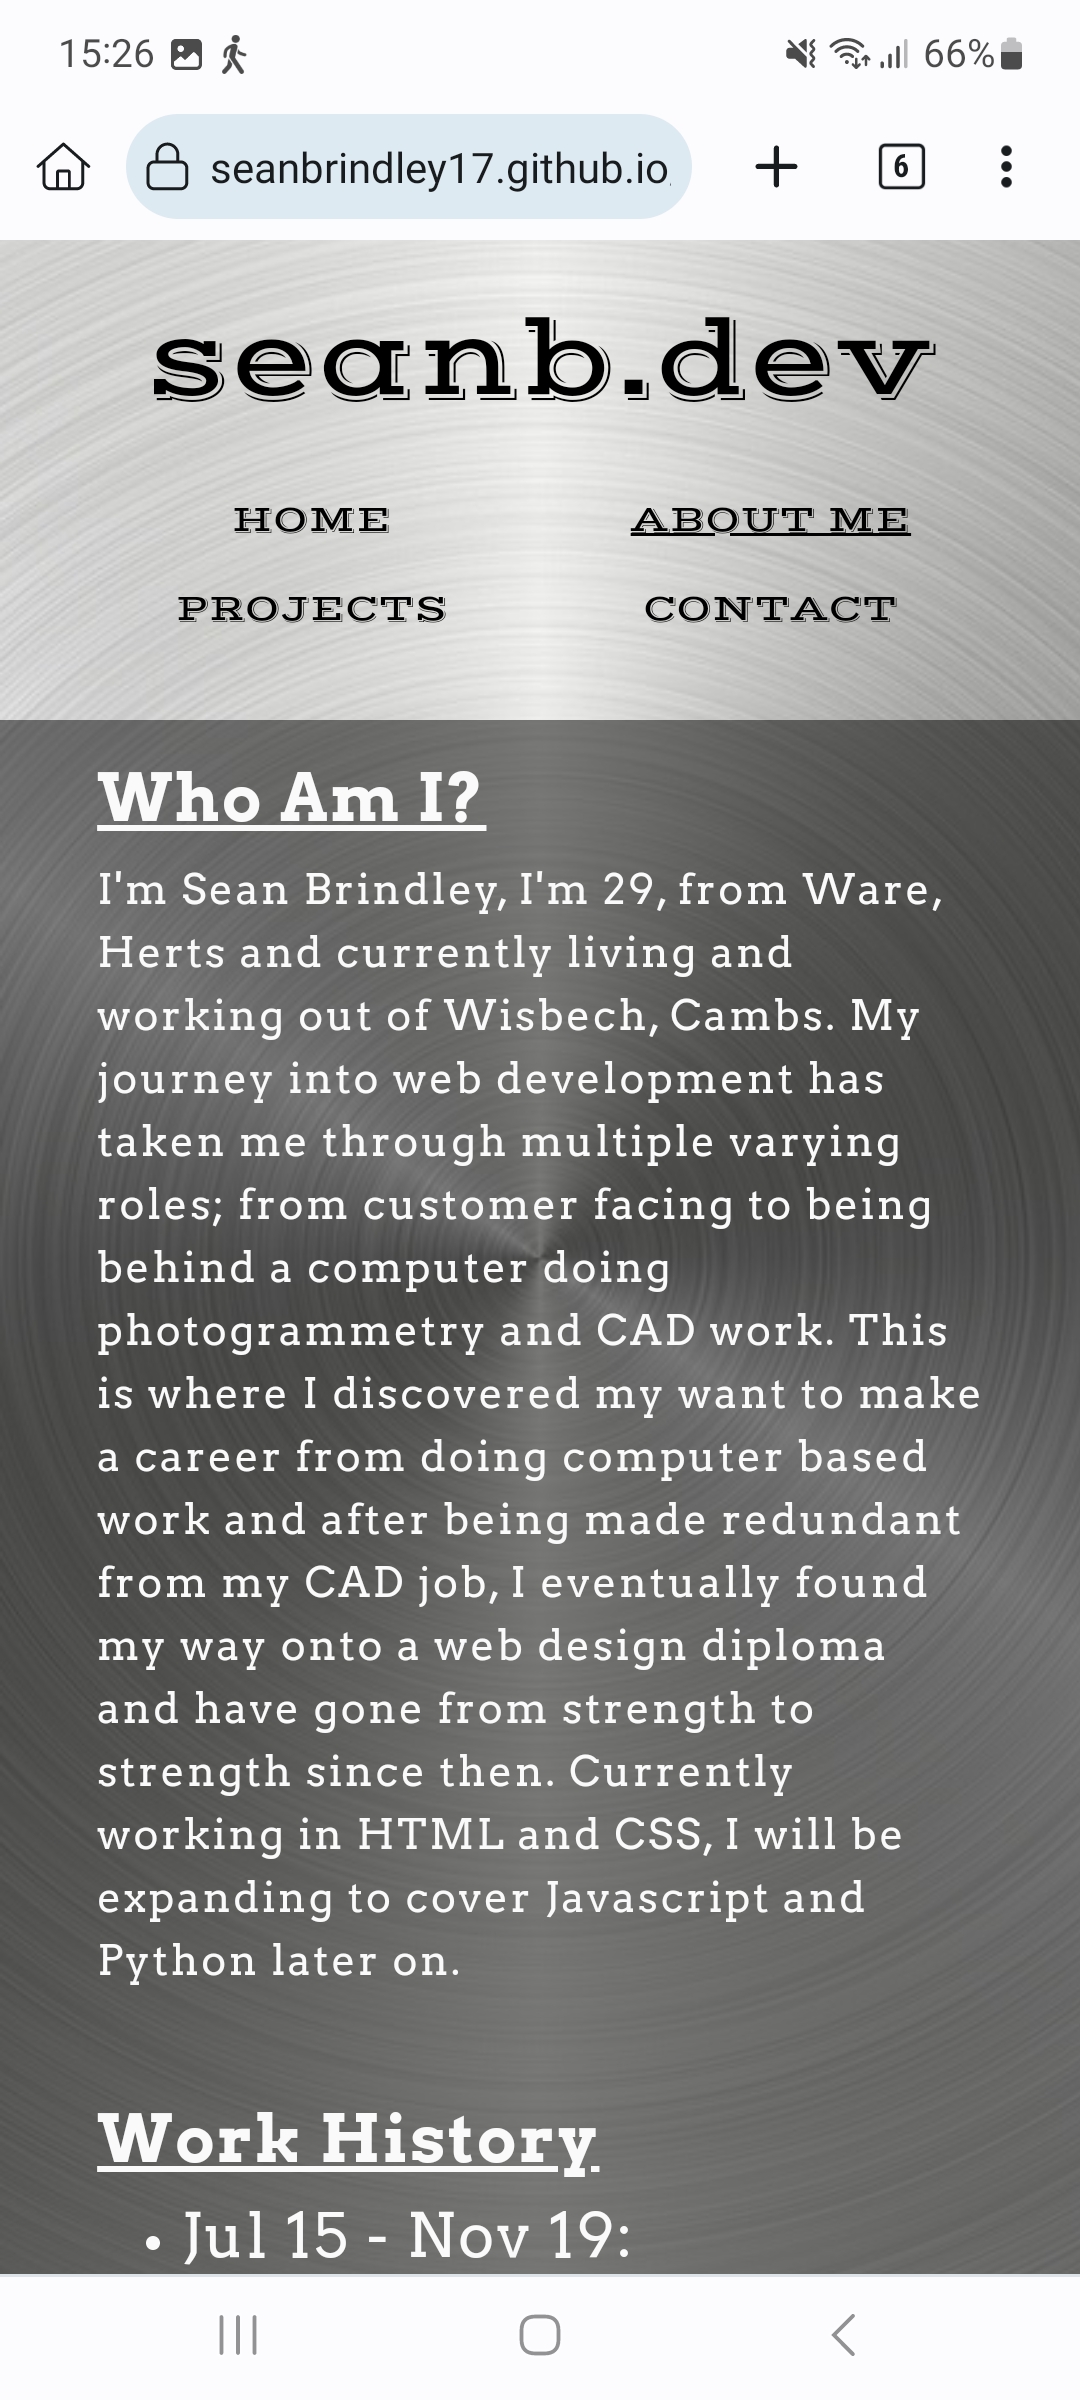 15:26
66%
seanbrindley17.github.io
6
seanb.dev
HOME
ABOUT ME
PROJECTS
CONTACT
Who Am I?
I'm Sean Brindley, I'm 29, from Ware,
Herts and currently living and
working out of Wisbech, Cambs. My
journey into web development has
taken me through multiple varying
roles; from customer facing to being
behind a computer doing
photogrammetry and CAD work. This
is where I discovered my want to make
a career from doing computer based
work and after being made redundant
from my CAD job, I eventually found
my way onto a web design diploma
and have gone from strength to
strength since then. Currently
working in HTML and CSS, I will be
expanding to cover Javascript and
Python later on.
Work History
• Jul 15 - Nov 19: